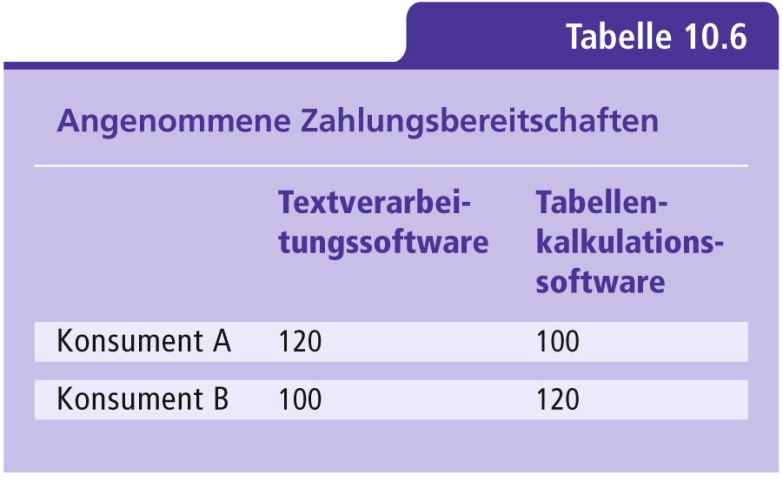 Tabelle 10.6
Angenommene Zahlungsbereitschaften
Textverarbei-
tungssoftware
Tabellen-
kalkulations-
software
Konsument A 120 100
Konsument B 100 120